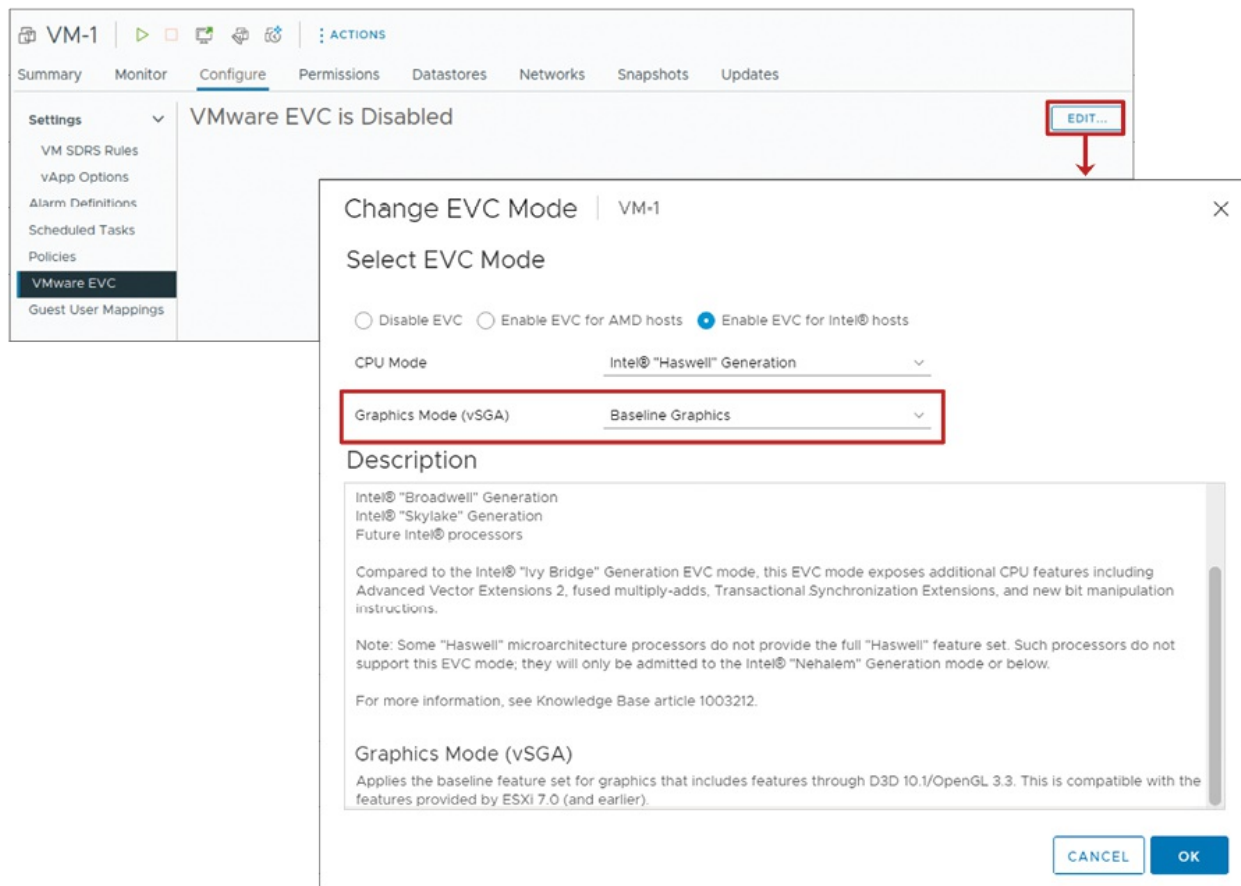 VM-1
ACTIONS
Summary Monitor Configure Permissions Datastores Networks Snapshots Updates
Settings
VM SDRS Rules
vApp Options
Alarm Definitions
Scheduled Tasks
Policies
VMware EVC
Guest User Mappings
VMware EVC is Disabled
EDIT...
Change EVC Mode VM-1
Select EVC Mode
Disable EVC Enable EVC for AMD hosts Enable EVC for Intel® hosts
CPU Mode Intel® "Haswell" Generation
Graphics Mode (vSGA) Baseline Graphics
Description
Intel® "Broadwell" Generation
Intel® "Skylake" Generation
Future Intel® processors
Compared to the Intel® "Ivy Bridge" Generation EVC mode, this EVC mode exposes additional CPU features including
Advanced Vector Extensions 2, fused multiply-adds, Transactional Synchronization Extensions, and new bit manipulation
instructions.
Note: Some "Haswell" microarchitecture processors do not provide the full "Haswell" feature set. Such processors do not
support this EVC mode; they will only be admitted to the Intel® "Nehalem" Generation mode or below.
For more information, see Knowledge Base article 1003212.
Graphics Mode (vSGA)
Applies the baseline feature set for graphics that includes features through D3D 10.1/OpenGL 3.3. This is compatible with the
features provided by ESXi 7.0 (and earlier).
CANCEL OK